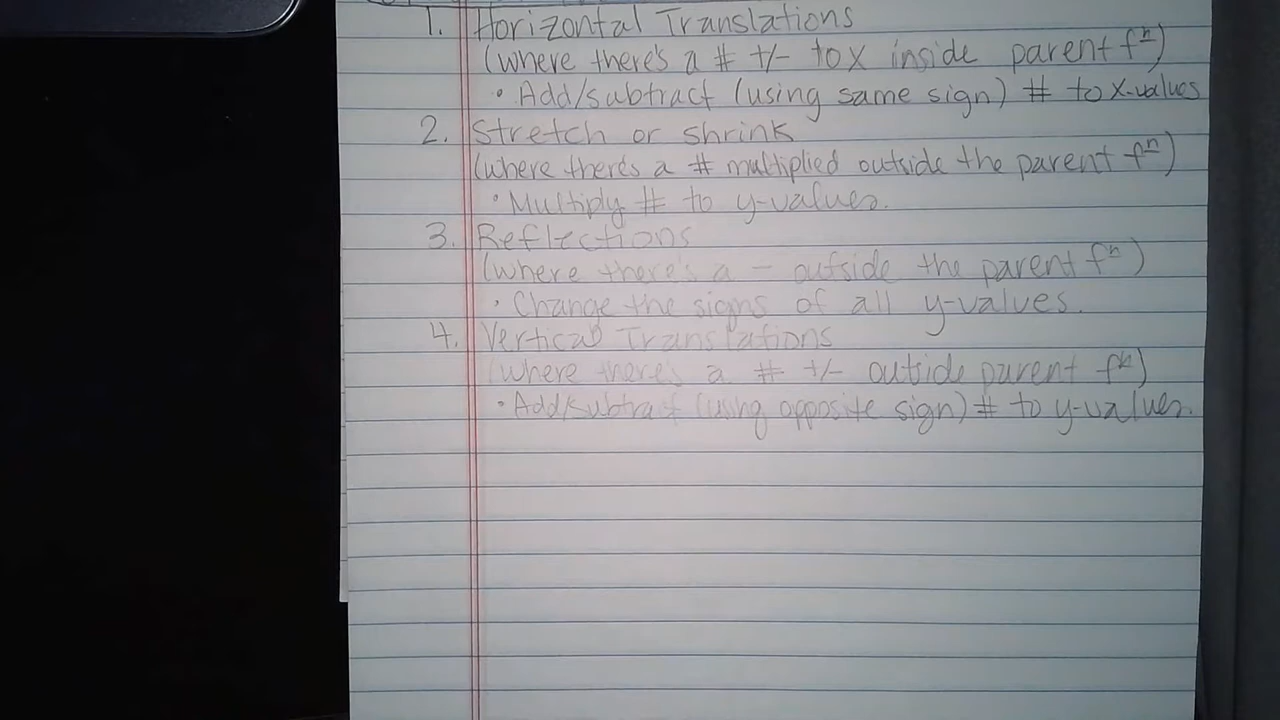 1. Horizontal Translations
(where there's a # +/- to x inside parent fⁿ)
• Add/subtract (using same sign) # to x-values
2. Stretch or shrink
(where there's a # multiplied outside the parent fⁿ)
• Multiply # to y-values.
3. Reflections
(where there's a - outside the parent fⁿ)
• Change the signs of all y-values.
4. Vertical Translations
(where there's a # +/- outside parent fⁿ)
• Add/subtract (using opposite sign) # to y-values.